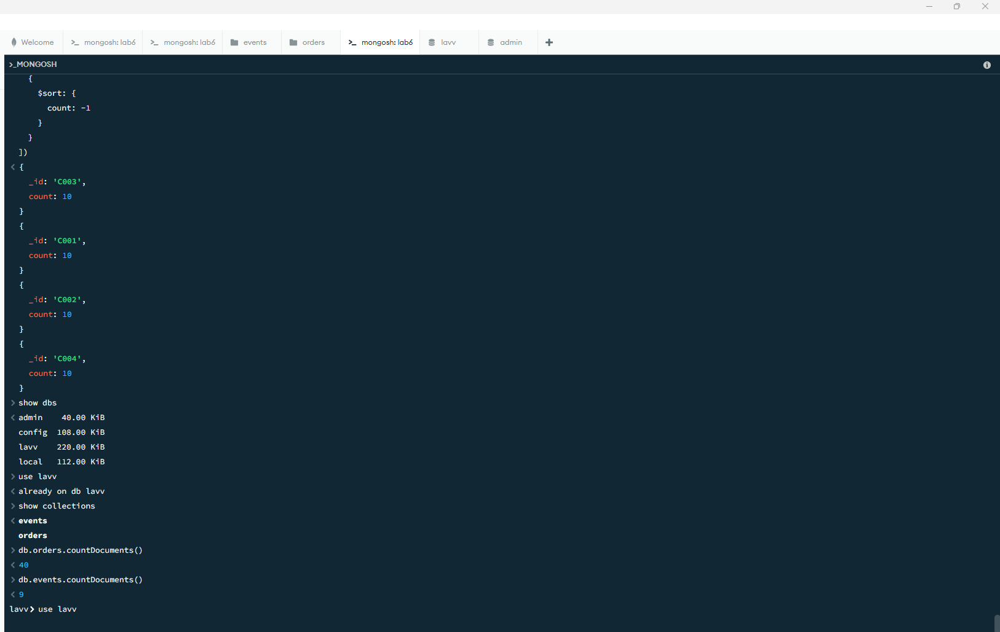 Welcome
>_ mongosh: lab6
>_ mongosh: lab6
events
orders
>_ mongosh: lab6
lavv
admin
>_MONGOSH
{
$sort: {
count: -1
}
}
])
{
_id: 'C003',
count: 10
}
{
_id: 'C001',
count: 10
}
{
_id: 'C002',
count: 10
}
{
_id: 'C004',
count: 10
}
> show dbs
< admin 40.00 KiB
config 108.00 KiB
lavv 220.00 KiB
local 112.00 KiB
> use lavv
< already on db lavv
> show collections
< events
orders
> db.orders.countDocuments()
< 40
> db.events.countDocuments()
< 9
lavv> use lavv